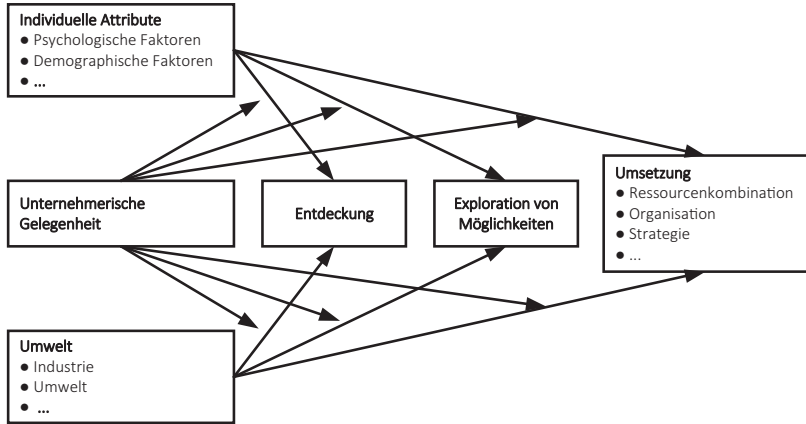 Individuelle Attribute
● Psychologische Faktoren
● Demographische Faktoren
● ...
Unternehmerische
Gelegenheit
Entdeckung
Exploration von
Möglichkeiten
Umsetzung
● Ressourcenkombination
● Organisation
● Strategie
● ...
Umwelt
● Industrie
● Umwelt
● ...